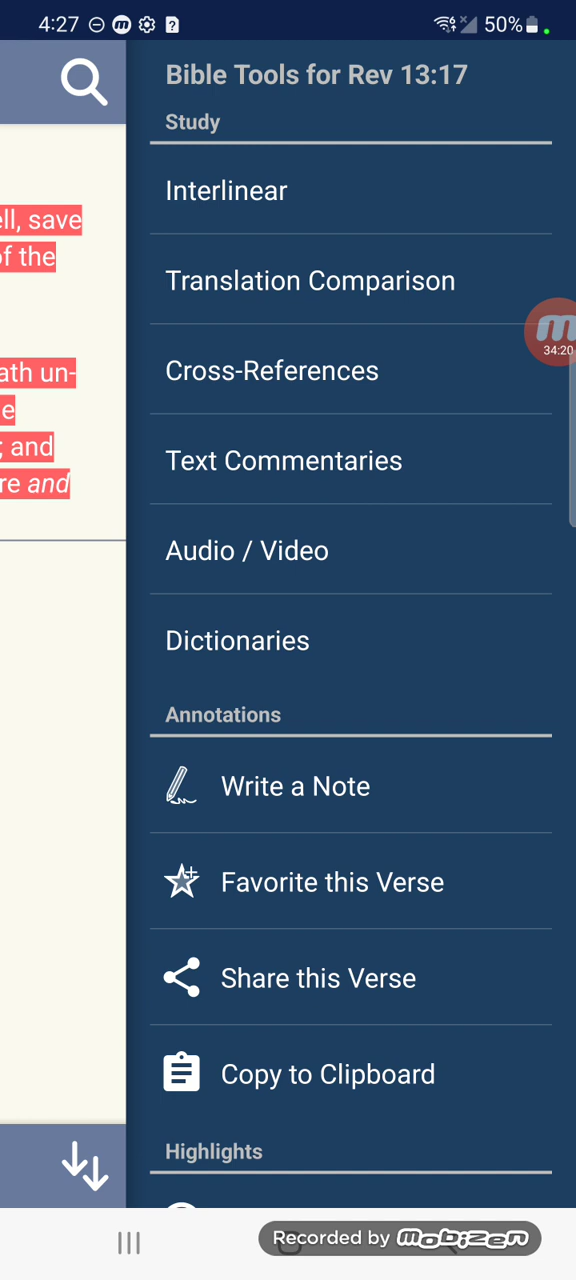 4:27 50%
Bible Tools for Rev 13:17
Study
Interlinear
ell, save
of the
Translation Comparison
34:20
Cross-References
ath un-
e
; and
re and
Text Commentaries
Audio / Video
Dictionaries
Annotations
Write a Note
Favorite this Verse
Share this Verse
Copy to Clipboard
Highlights
Recorded by mobizen